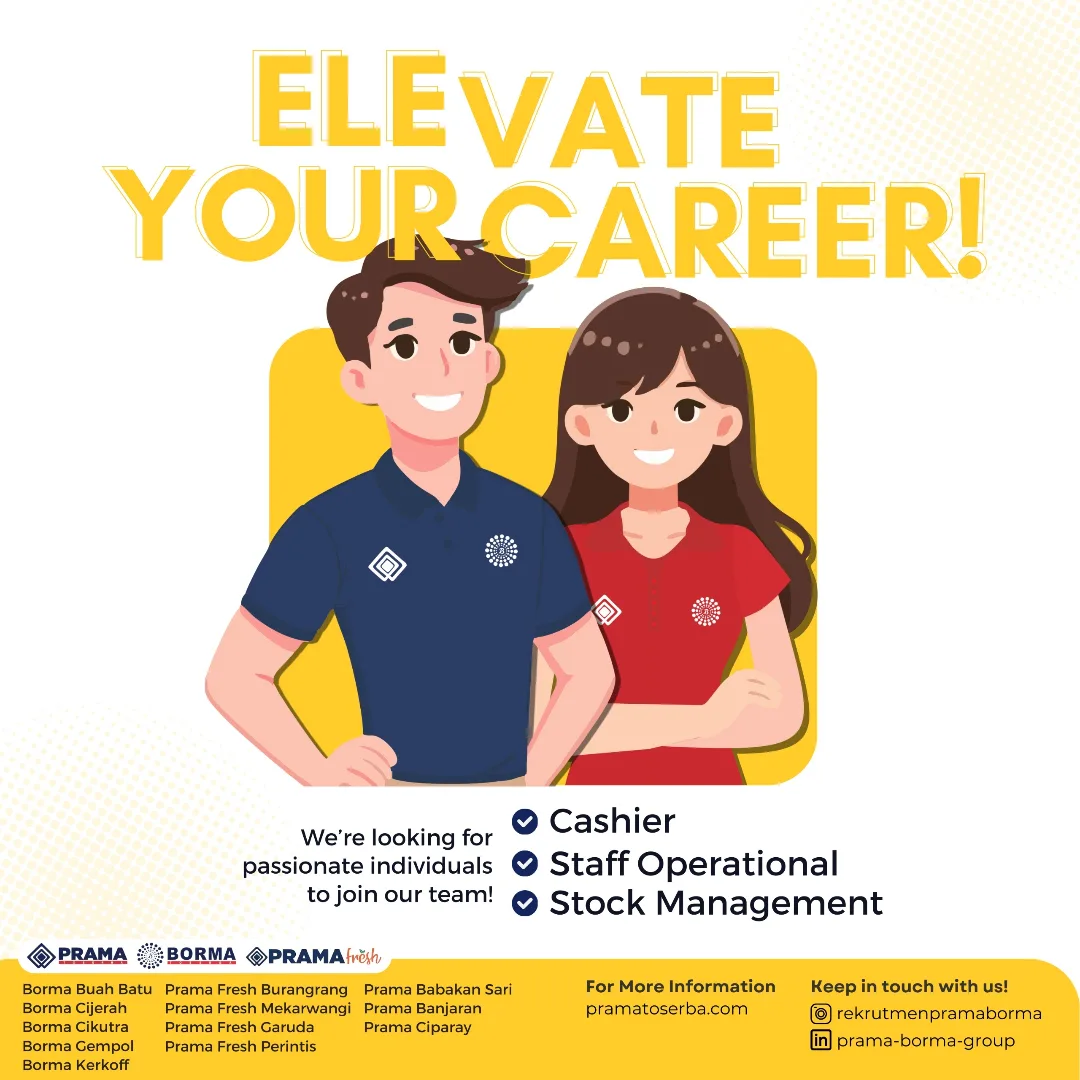 ELEVATE
YOUR CAREER!
We're looking for
passionate individuals
to join our team!
Cashier
Staff Operational
Stock Management
PRAMA
BORMA
PRAMA fresh
Borma Buah Batu
Borma Cijerah
Borma Cikutra
Borma Gempol
Borma Kerkoff
Prama Fresh Burangrang
Prama Fresh Mekarwangi
Prama Fresh Garuda
Prama Fresh Perintis
Prama Babakan Sari
Prama Banjaran
Prama Ciparay
For More Information
pramatoserba.com
Keep in touch with us!
rekrutmenpramaborma
in prama-borma-group